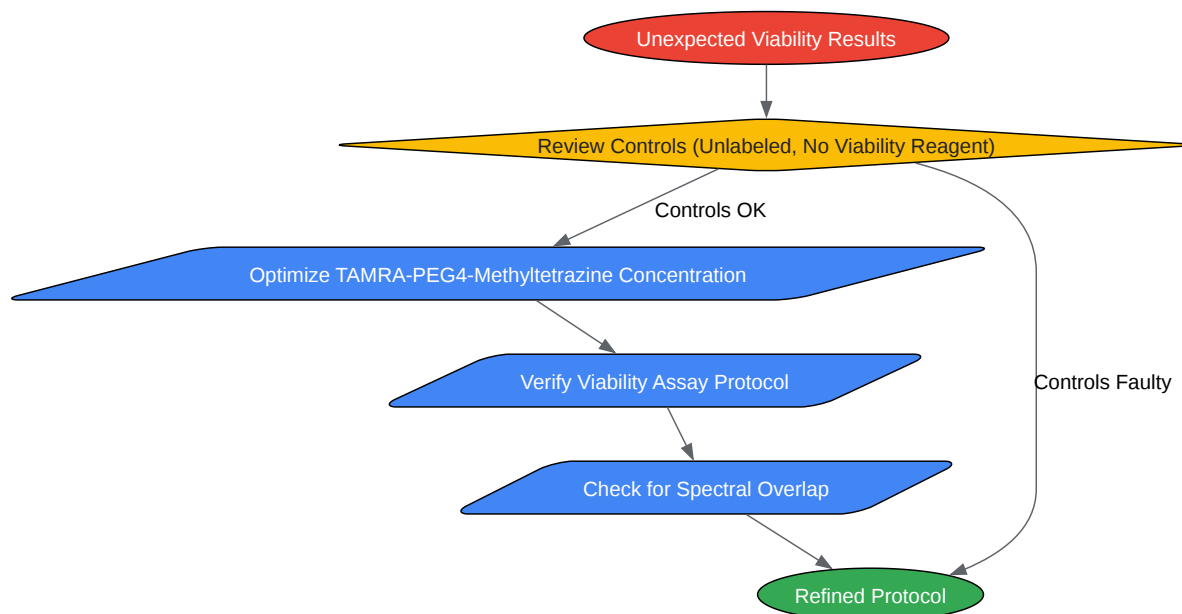 Unexpected Viability Results
Review Controls (Unlabeled, No Viability Reagent)
Controls OK
Optimize TAMRA-PEG4-Methyltetrazine Concentration
Verify Viability Assay Protocol
Controls Faulty
Check for Spectral Overlap
Refined Protocol